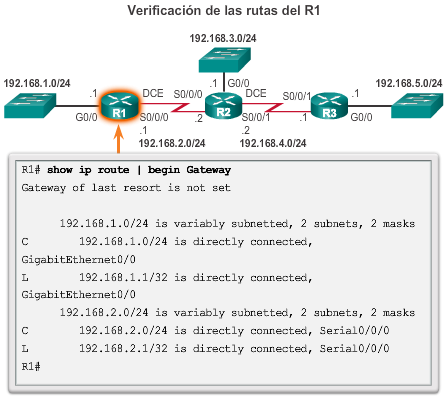 Verificación de las rutas del R1
192.168.3.0/24
192.168.1.0/24
192.168.5.0/24
.1
G0/0
.1
DCE
S0/0/0
DCE
S0/0/1
.1
G0/0
R1
R2
R3
G0/0
S0/0/0
.1
.2
S0/0/1
.2
.1
192.168.2.0/24
192.168.4.0/24
R1# show ip route | begin Gateway
Gateway of last resort is not set
192.168.1.0/24 is variably subnetted, 2 subnets, 2 masks
C 192.168.1.0/24 is directly connected,
GigabitEthernet0/0
L 192.168.1.1/32 is directly connected,
GigabitEthernet0/0
192.168.2.0/24 is variably subnetted, 2 subnets, 2 masks
C 192.168.2.0/24 is directly connected, Serial0/0/0
L 192.168.2.1/32 is directly connected, Serial0/0/0
R1#